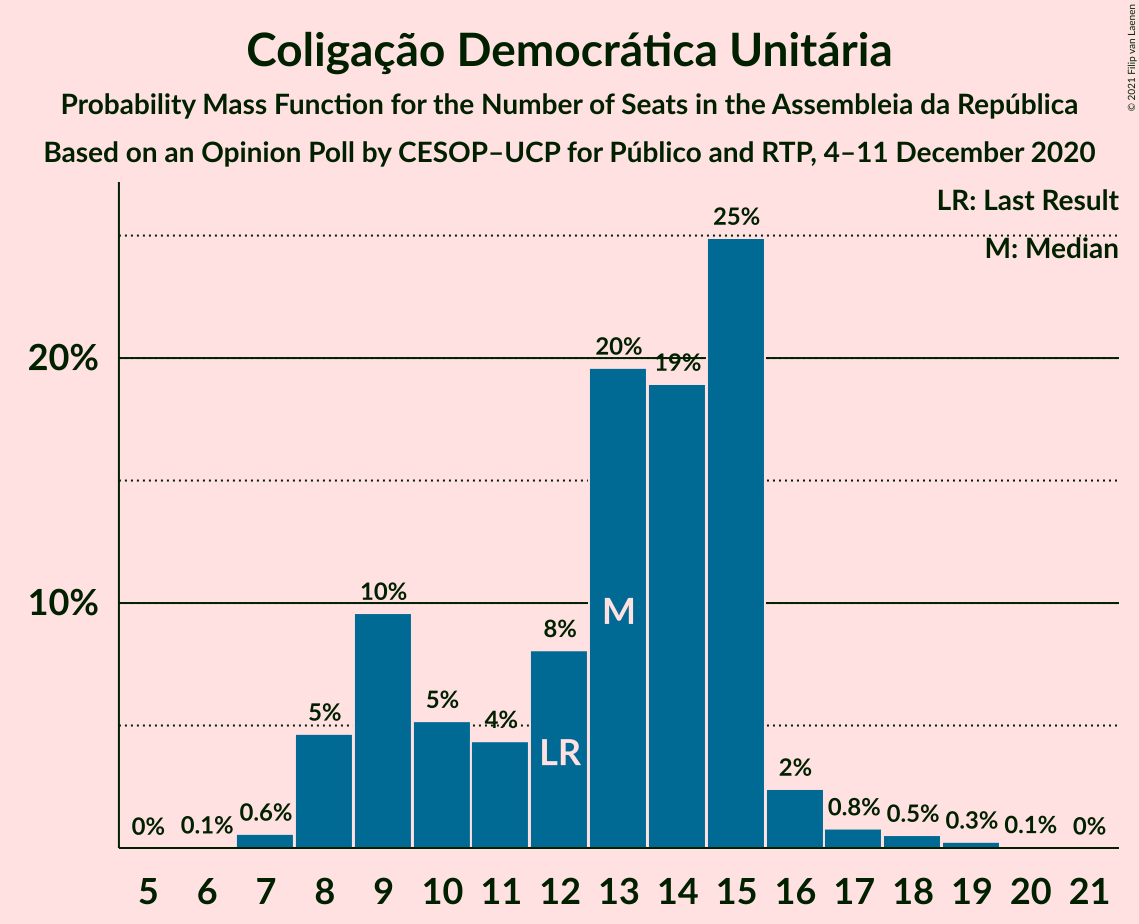 Coligação Democrática Unitária
Probability Mass Function for the Number of Seats in the Assembleia da República
Based on an Opinion Poll by CESOP–UCP for Público and RTP, 4–11 December 2020
© 2021 Filip van Laenen
LR: Last Result
M: Median
25%
20%
20%
19%
10%
10%
8%
5%
5%
4%
2%
0%
0.1%
0.6%
0.8%
0.5%
0.3%
0.1%
0%
M
LR
5 6 7 8 9 10 11 12 13 14 15 16 17 18 19 20 21